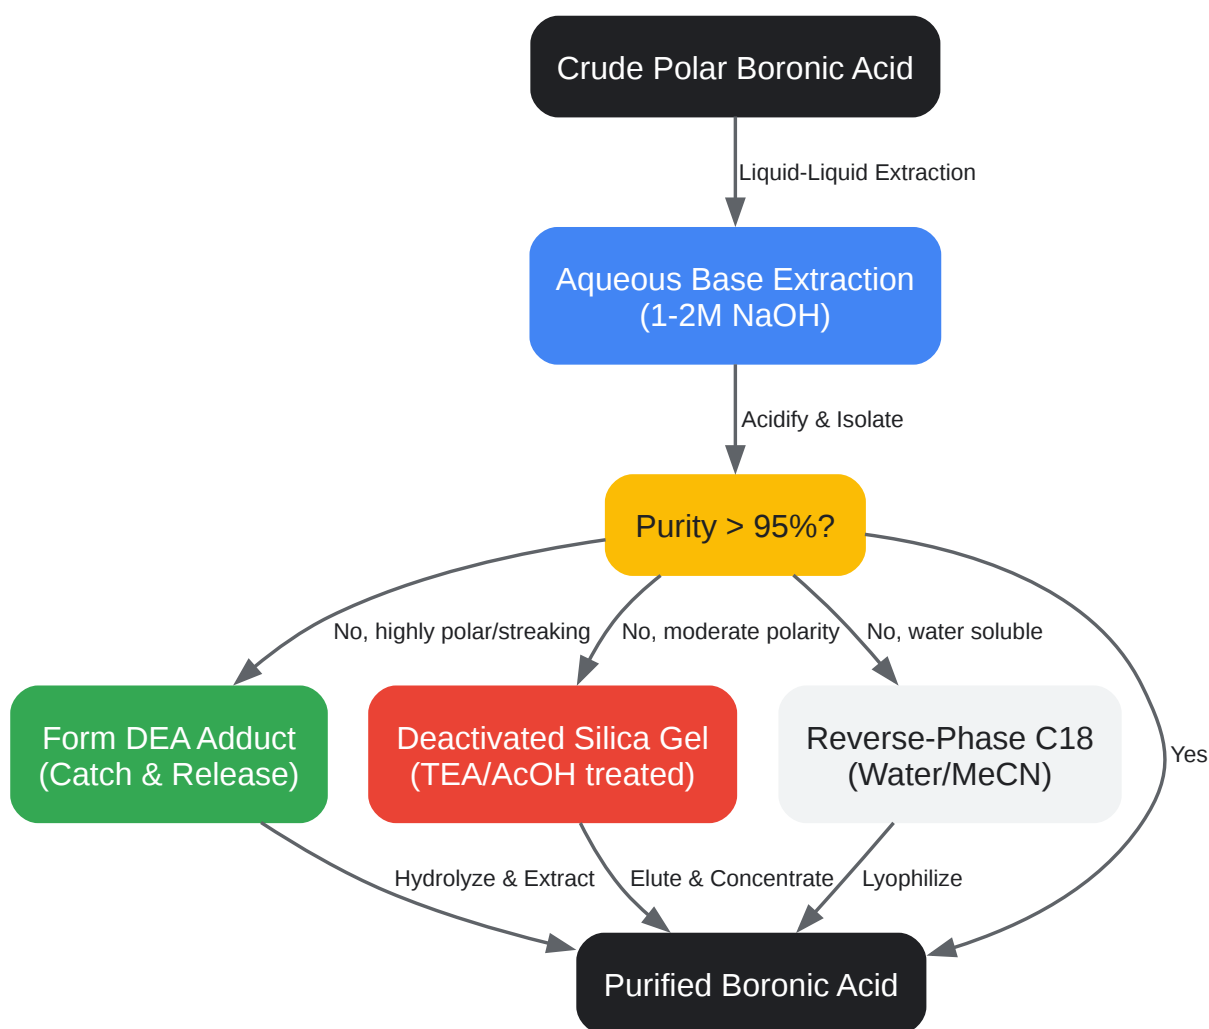 Crude Polar Boronic Acid
Liquid-Liquid Extraction
Aqueous Base Extraction
(1-2M NaOH)
Acidify & Isolate
Purity > 95%?
No, highly polar/streaking
No, moderate polarity
No, water soluble
Form DEA Adduct
(Catch & Release)
Deactivated Silica Gel
(TEA/AcOH treated)
Reverse-Phase C18
(Water/MeCN)
Yes
Hydrolyze & Extract
Elute & Concentrate
Lyophilize
Purified Boronic Acid